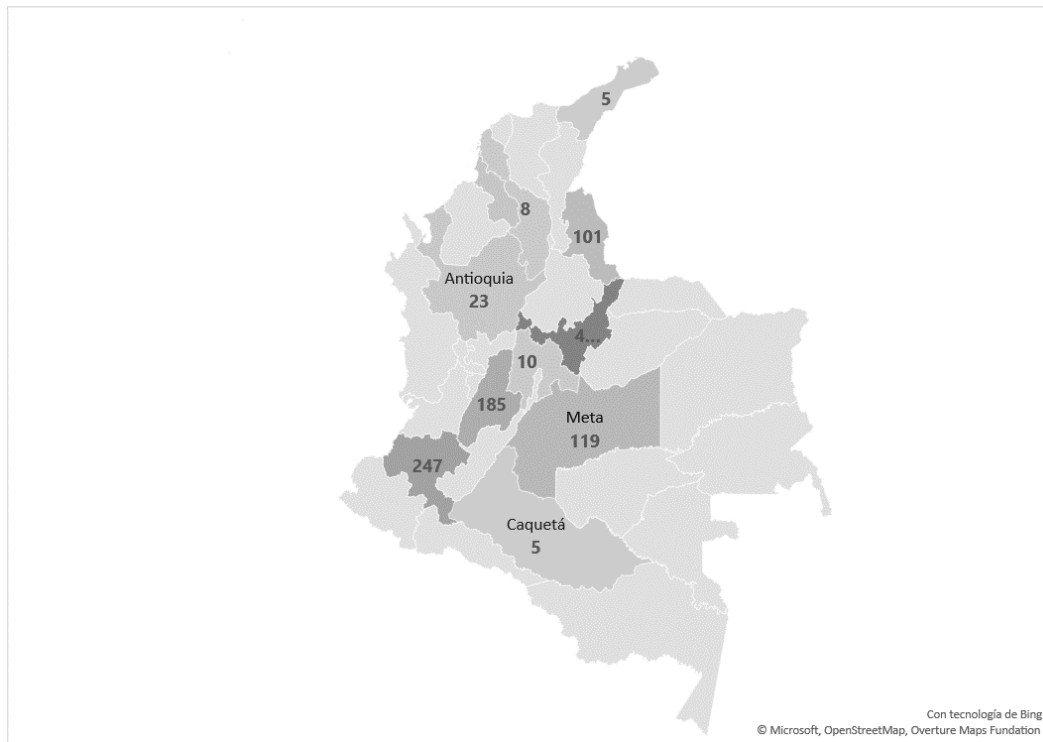 5
8
101
Antioquia
23
4...
10
185
Meta
119
247
Caquetá
5
Con tecnología de Bing
© Microsoft, OpenStreetMap, Overture Maps Fundation